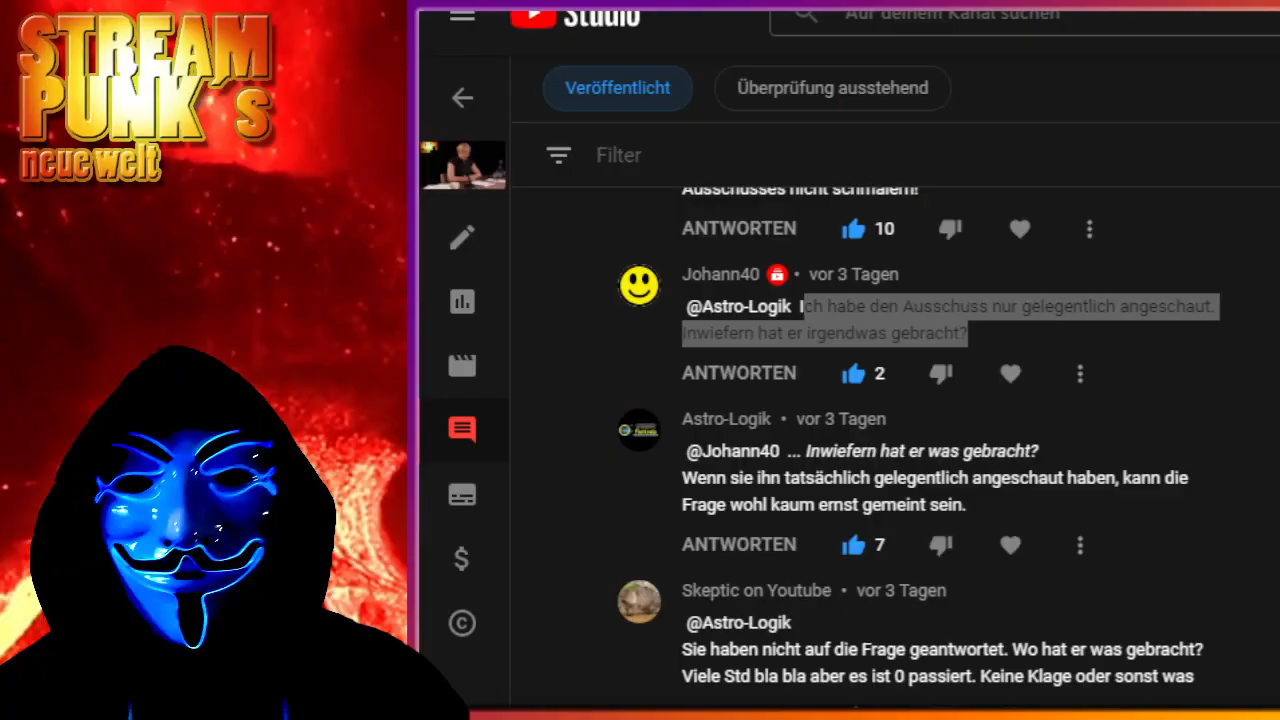 STREAM
PUNK´s
neue welt
Studio
Auf deinem Kanal suchen
Veröffentlicht
Überprüfung ausstehend
Filter
Ausschusses nicht schmälern!
ANTWORTEN 10
Johann40 • vor 3 Tagen
@Astro-Logik Ich habe den Ausschuss nur gelegentlich angeschaut.
Inwiefern hat er irgendwas gebracht?
ANTWORTEN 2
Astro-Logik • vor 3 Tagen
@Johann40 ... Inwiefern hat er was gebracht?
Wenn sie ihn tatsächlich gelegentlich angeschaut haben, kann die
Frage wohl kaum ernst gemeint sein.
ANTWORTEN 7
Skeptic on Youtube • vor 3 Tagen
@Astro-Logik
Sie haben nicht auf die Frage geantwortet. Wo hat er was gebracht?
Viele Std bla bla aber es ist 0 passiert. Keine Klage oder sonst was